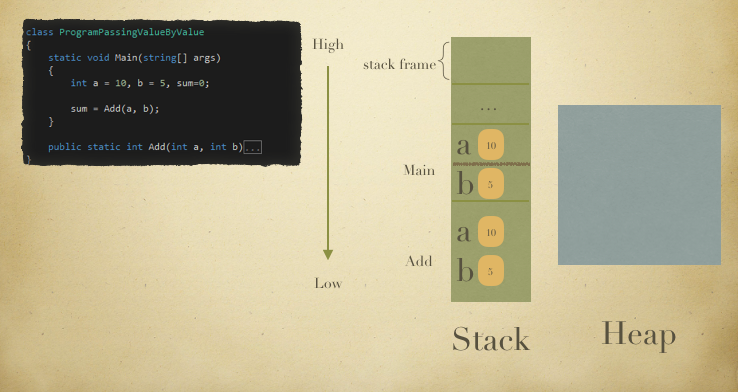 class ProgramPassingValueByValue
{
    static void Main(string[] args)
    {
        int a = 10, b = 5, sum=0;

        sum = Add(a, b);
    }

    public static int Add(int a, int b)...
}
High
Low
stack frame
...
Main
a 10
b 5
Add
a 10
b 5
Stack
Heap